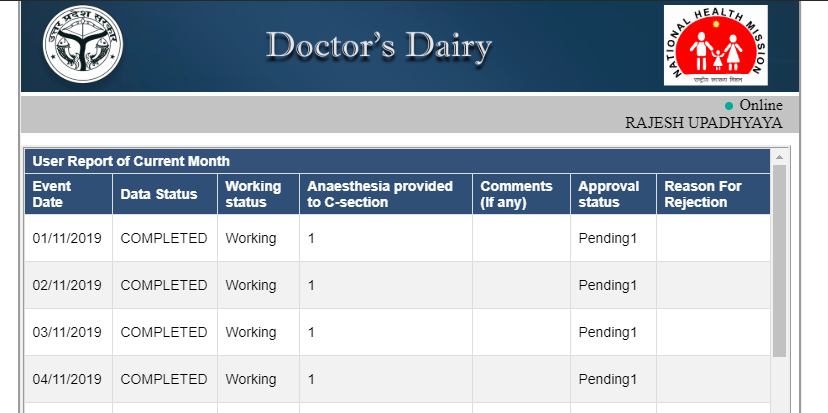 उत्तर प्रदेश सरकार
Doctor's Dairy
NATIONAL HEALTH MISSION
राष्ट्रीय स्वास्थ्य मिशन
Online
RAJESH UPADHYAYA
User Report of Current Month
Event Date Data Status Working status Anaesthesia provided to C-section Comments (If any) Approval status Reason For Rejection
01/11/2019 COMPLETED Working 1 Pending1
02/11/2019 COMPLETED Working 1 Pending1
03/11/2019 COMPLETED Working 1 Pending1
04/11/2019 COMPLETED Working 1 Pending1